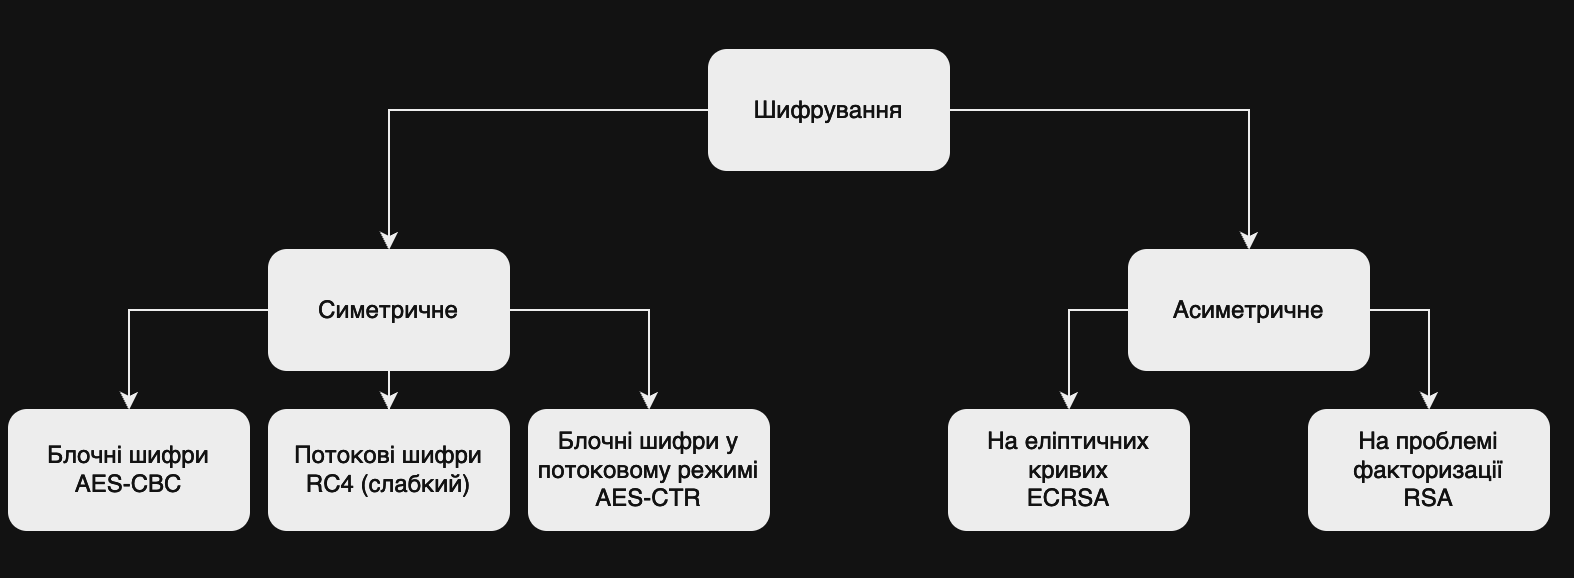 Шифрування
Симетричне
Асиметричне
Блочні шифри
AES-CBC
Потокові шифри
RC4 (слабкий)
Блочні шифри у
потоковому режимі
AES-CTR
На еліптичних
кривих
ECRSA
На проблемі
факторизації
RSA